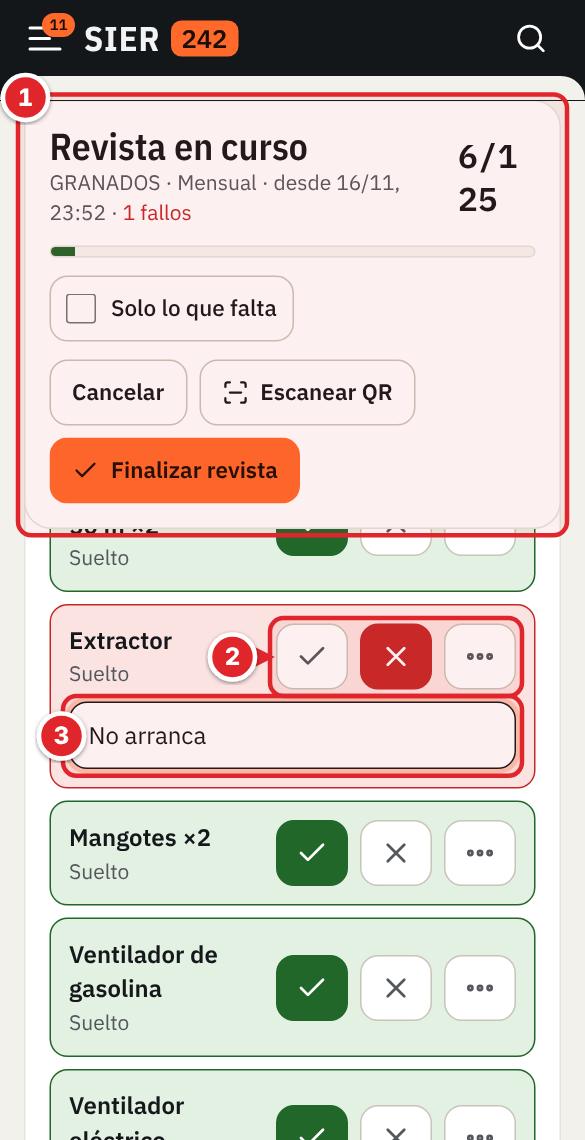 11
SIER 242
1
Revista en curso
6/1
25
GRANADOS · Mensual · desde 16/11,
23:52 · 1 fallos
Solo lo que falta
Cancelar
Escanear QR
Finalizar revista
Suelto
Extractor
Suelto
2
3
No arranca
Mangotes ×2
Suelto
Ventilador de
gasolina
Suelto
Ventilador